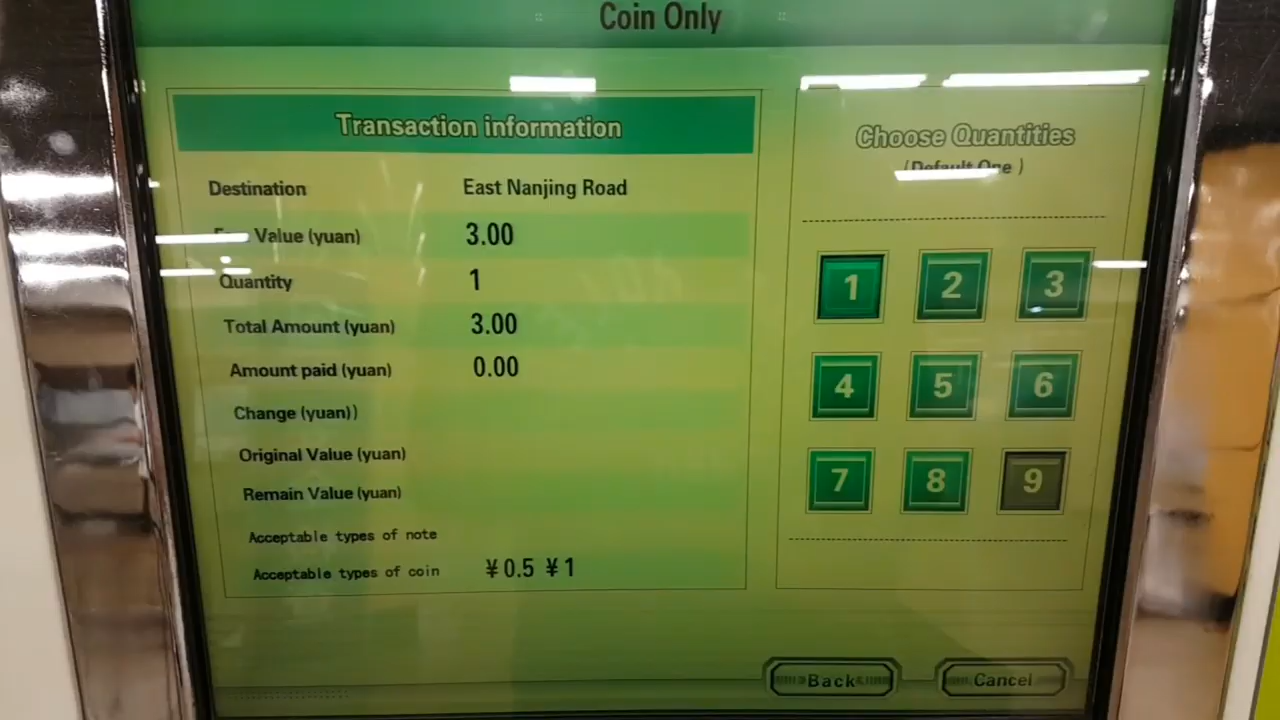 Coin Only
Transaction information
Destination East Nanjing Road
Value (yuan) 3.00
Quantity 1
Total Amount (yuan) 3.00
Amount paid (yuan) 0.00
Change (yuan))
Original Value (yuan)
Remain Value (yuan)
Acceptable types of note
Acceptable types of coin ¥0.5 ¥1
Choose Quantities
(Default One )
1 2 3
4 5 6
7 8 9
Back Cancel